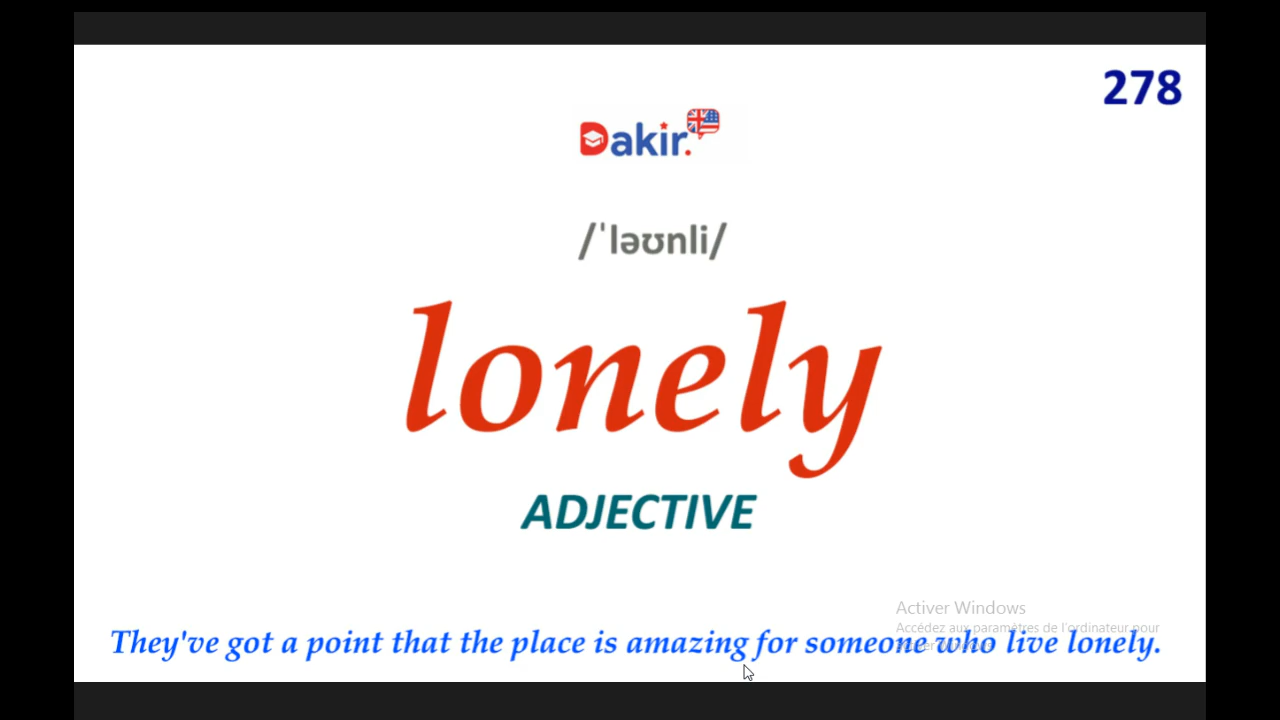 278
Dakir.
/ˈləʊnli/
lonely
ADJECTIVE
Activer Windows
Accédez aux paramètres de l'ordinateur pour
They've got a point that the place is amazing for someone who live lonely.